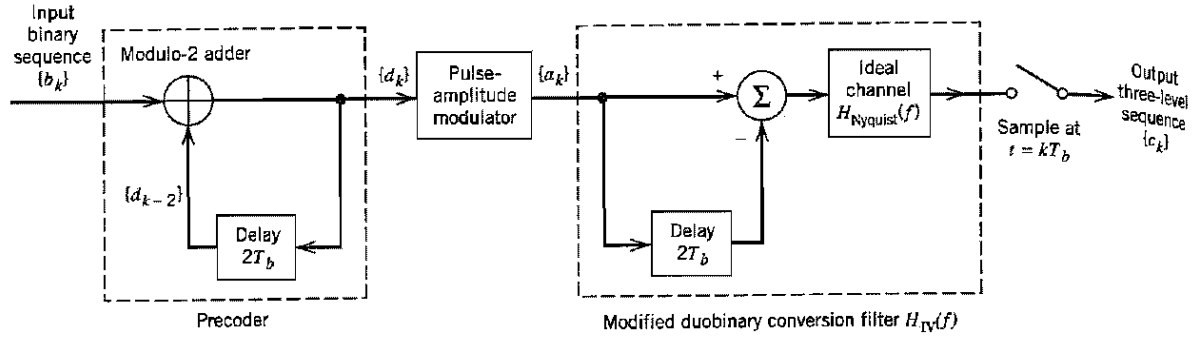 Input
binary
sequence
{b_k}
Modulo-2 adder
{d_k}
Pulse-
amplitude
modulator
{a_k}
+
Σ
−
Ideal
channel
H_Nyquist(f)
Sample at
t = kT_b
Output
three-level
sequence
{c_k}
{d_{k−2}}
Delay
2T_b
Delay
2T_b
Precoder
Modified duobinary conversion filter H_IV(f)